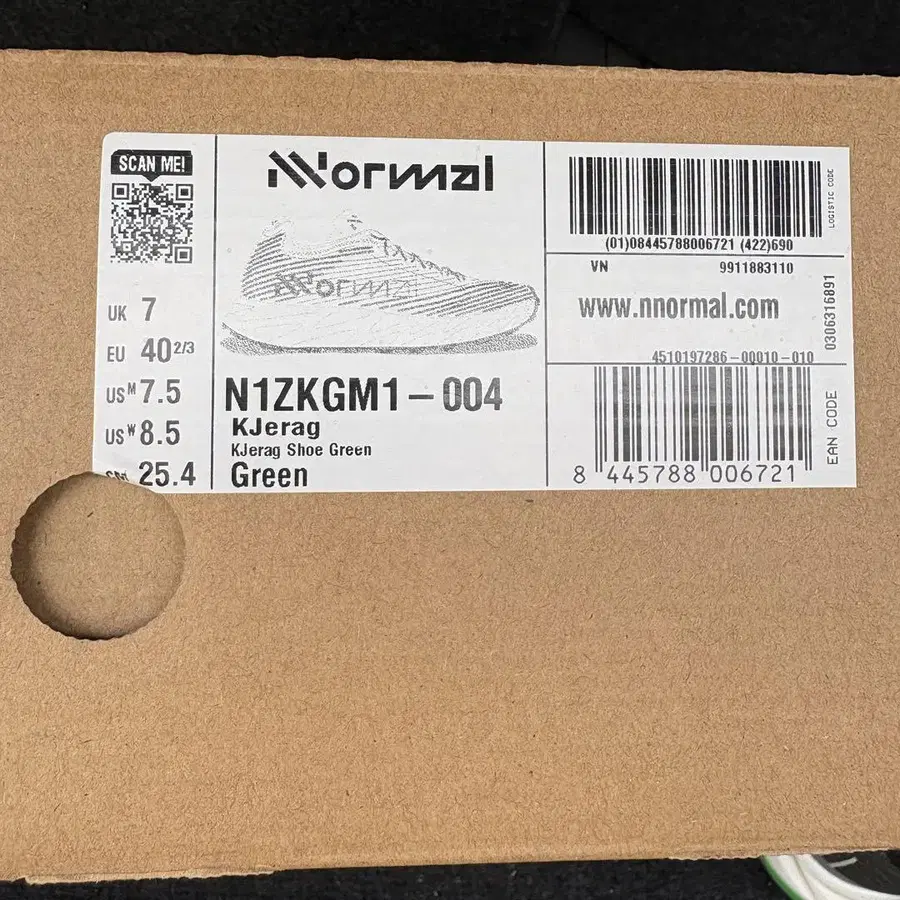 SCAN ME!
UK 7
EU 40 2/3
US M 7.5
US W 8.5
25.4
NNormal
NNormal
N1ZKGM1-004
KJerag
KJerag Shoe Green
Green
(01)08445788006721 (422)690
LOGISTIC CODE
VN 9911883110
www.nnormal.com
0306316891
4510197286-00010-010
EAN CODE
8 445788 006721